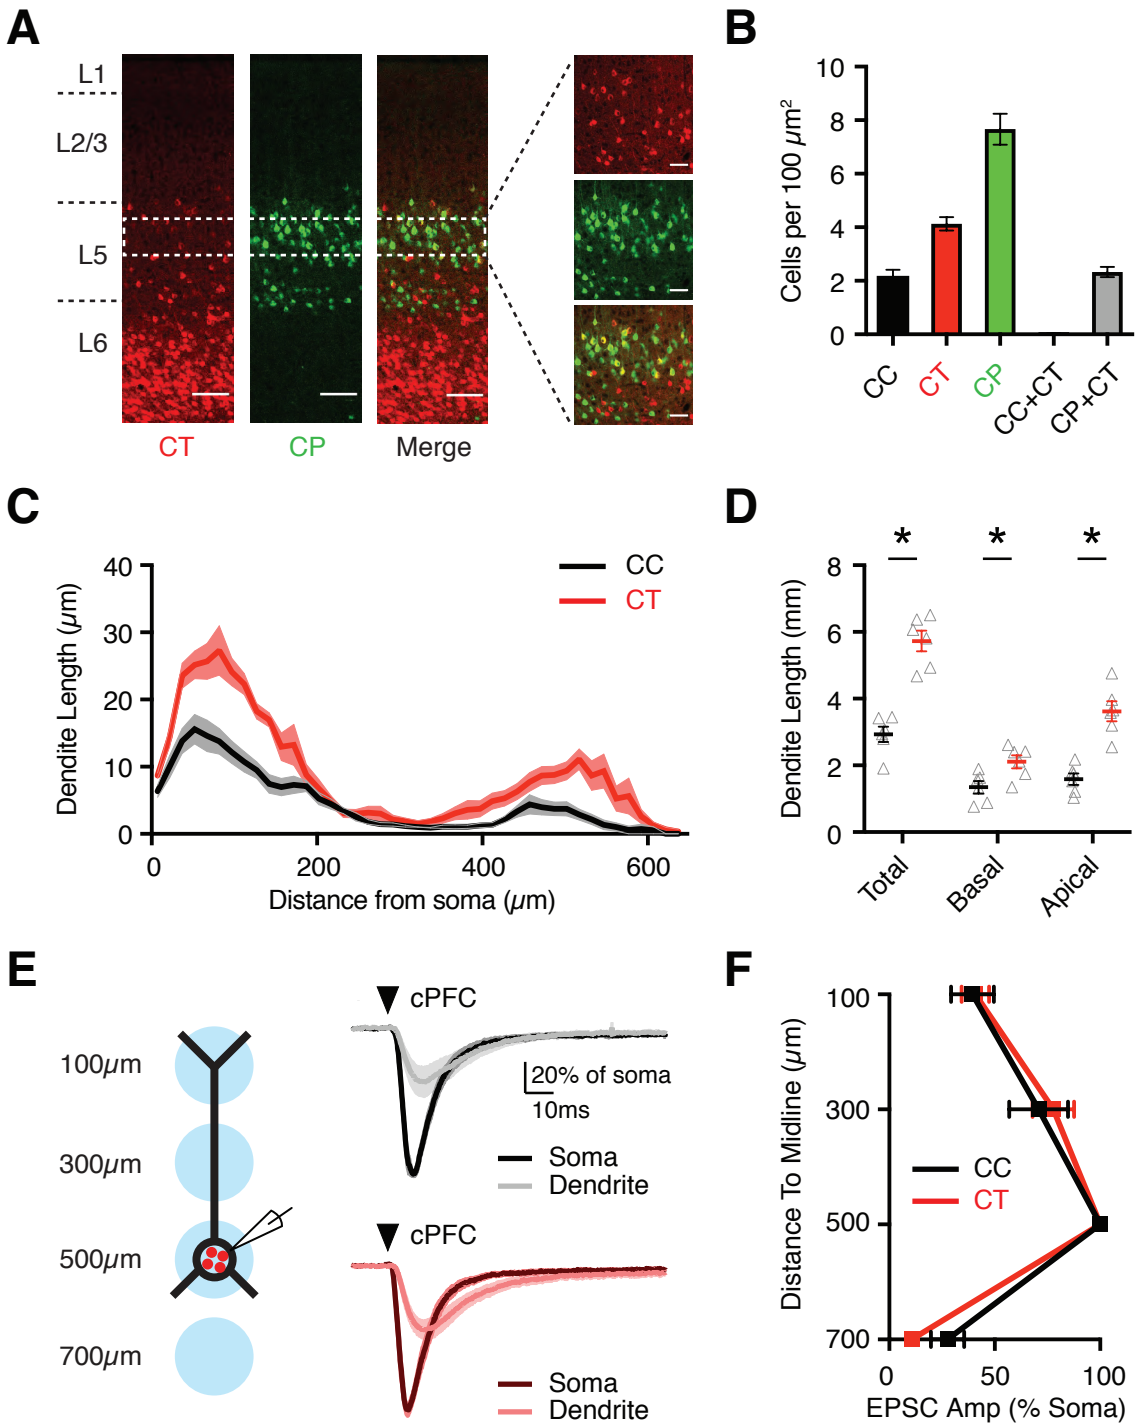 A
L1
L2/3
L5
L6
CT
CP
Merge
B
10
8
6
4
2
0
Cells per 100 µm²
CC
CT
CP
CC+CT
CP+CT
C
40
30
20
10
0
Dendite Length (µm)
CC
CT
0
200
400
600
Distance from soma (µm)
D
* * *
8
6
4
2
0
Dendite Length (mm)
Total
Basal
Apical
E
100µm
300µm
500µm
700µm
cPFC
20% of soma
10ms
Soma
Dendrite
cPFC
Soma
Dendrite
F
100
300
500
700
Distance To Midline (µm)
CC
CT
0
50
100
EPSC Amp (% Soma)